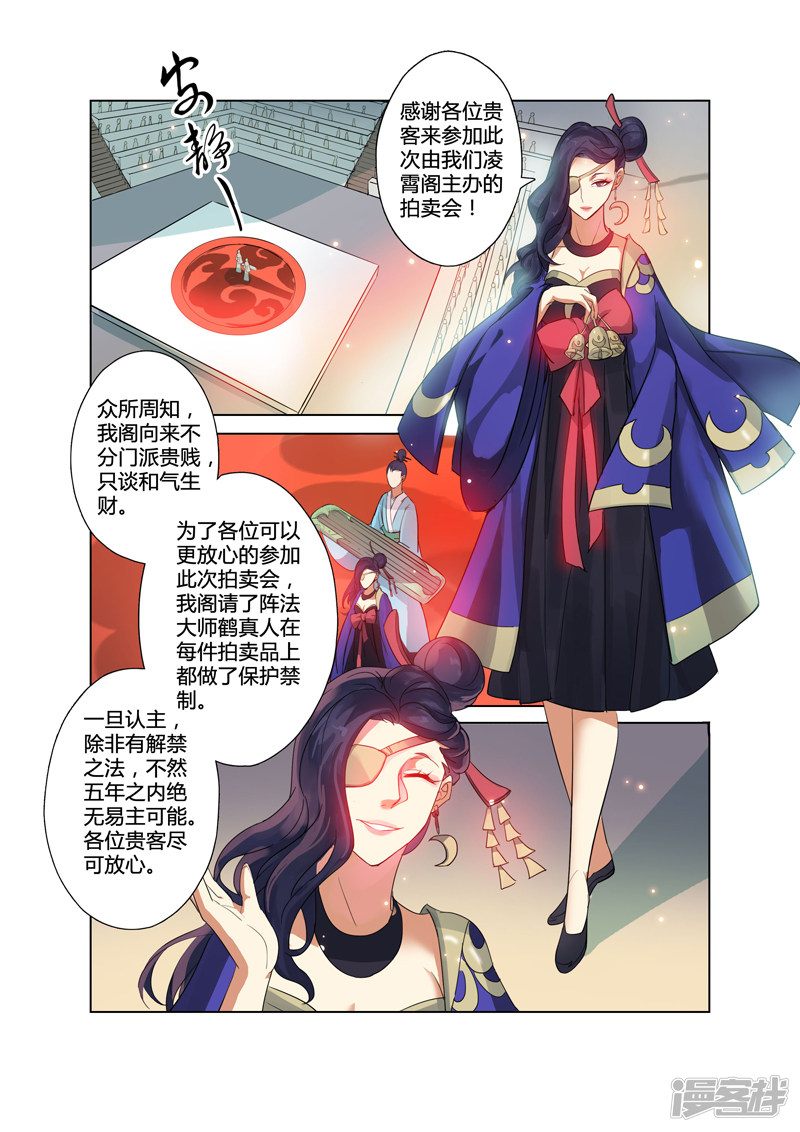 安静
感谢各位贵
客来参加此
次由我们凌
霄阁主办的
拍卖会！
众所周知，
我阁向来不
分门派贵贱，
只谈和气生
财。
为了各位可以
更放心的参加
此次拍卖会，
我阁请了阵法
大师鹤真人在
每件拍卖品上
都做了保护禁
制。
一旦认主，
除非有解禁
之法，不然
五年之内绝
无易主可能。
各位贵客尽
可放心。
漫客栈